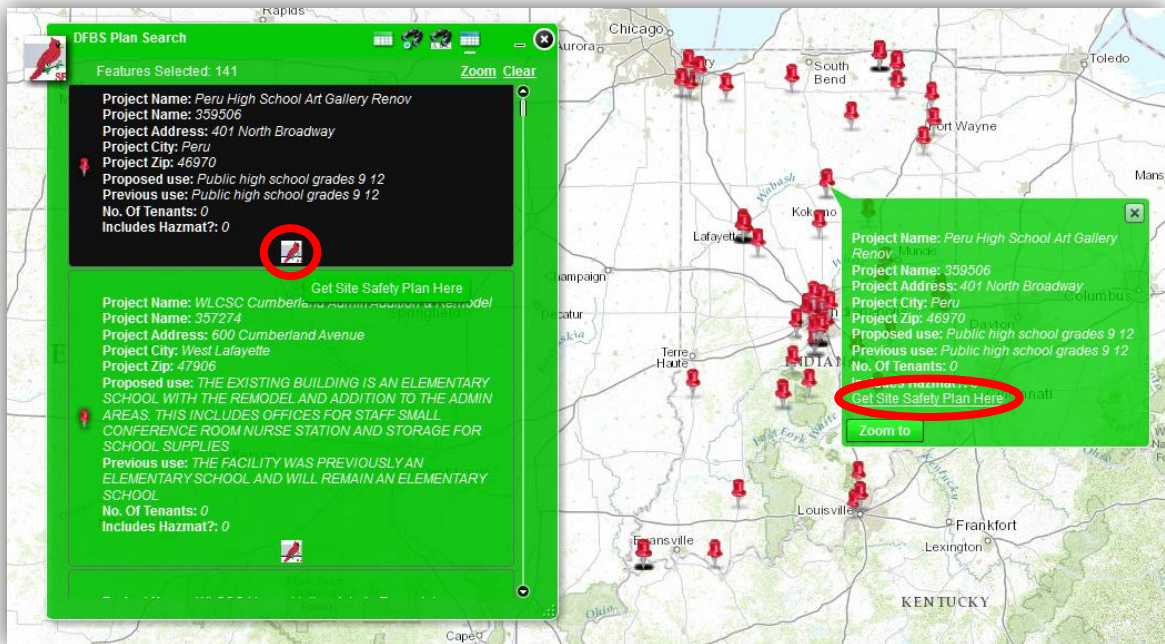 DFBS Plan Search
SF
Features Selected: 141
Zoom Clear
Project Name: Peru High School Art Gallery Renov
Project Name: 359506
Project Address: 401 North Broadway
Project City: Peru
Project Zip: 46970
Proposed use: Public high school grades 9 12
Previous use: Public high school grades 9 12
No. Of Tenants: 0
Includes Hazmat?: 0
Get Site Safety Plan Here
Project Name: WLCSC Cumberland Admin Addition & Remodel
Project Name: 357274
Project Address: 600 Cumberland Avenue
Project City: West Lafayette
Project Zip: 47906
Proposed use: THE EXISTING BUILDING IS AN ELEMENTARY
SCHOOL WITH THE REMODEL AND ADDITION TO THE ADMIN
AREAS. THIS INCLUDES OFFICES FOR STAFF SMALL
CONFERENCE ROOM NURSE STATION AND STORAGE FOR
SCHOOL SUPPLIES
Previous use: THE FACILITY WAS PREVIOUSLY AN
ELEMENTARY SCHOOL AND WILL REMAIN AN ELEMENTARY
SCHOOL
No. Of Tenants: 0
Includes Hazmat?: 0
Rapids
Chicago
Aurora
South
Bend
Toledo
Fort Wayne
Mans
Wabash
Kokomo
Lafayette
Champaign
Decatur
Terre
Haute
Project Name: Peru High School Art Gallery
Renov
Project Name: 359506
Project Address: 401 North Broadway
Project City: Peru
Project Zip: 46970
Proposed use: Public high school grades 9 12
Previous use: Public high school grades 9 12
No. Of Tenants: 0
Get Site Safety Plan Here
Zoom to
Columbus
Dayton
East Fork White
Kentucky
Ohio
Louisville
Frankfort
Lexington
Evansville
KENTUCKY
Ohio
Cape